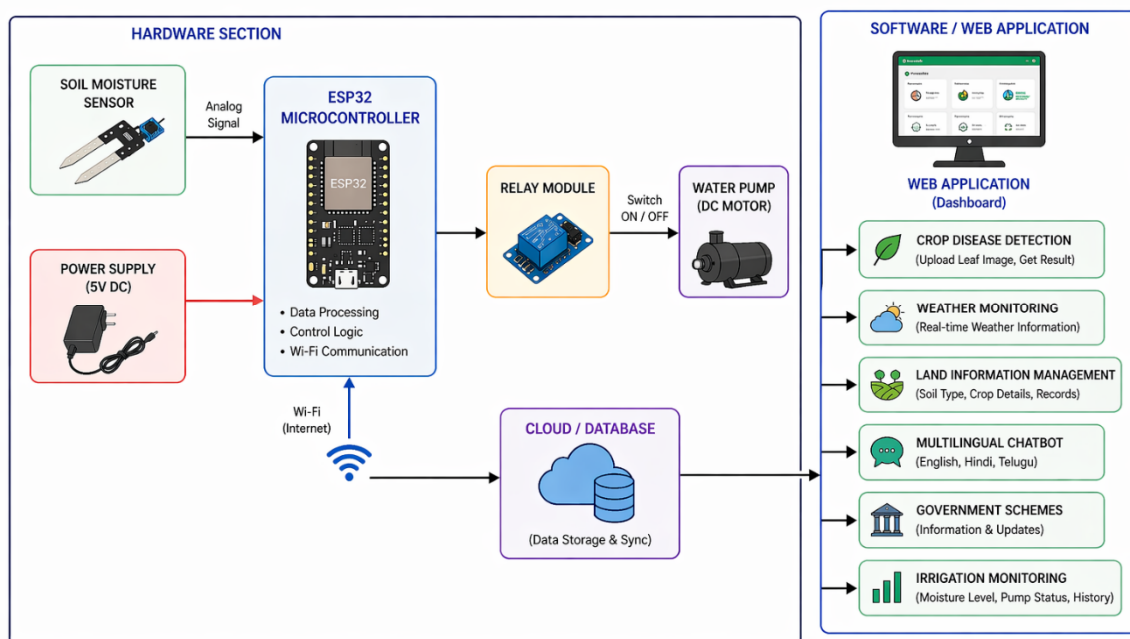 HARDWARE SECTION
SOIL MOISTURE
SENSOR
Analog
Signal
ESP32
MICROCONTROLLER
ESP32
• Data Processing
• Control Logic
• Wi-Fi Communication
POWER SUPPLY
(5V DC)
RELAY MODULE
Switch
ON / OFF
WATER PUMP
(DC MOTOR)
Wi-Fi
(Internet)
CLOUD / DATABASE
(Data Storage & Sync)
SOFTWARE / WEB APPLICATION
WEB APPLICATION
(Dashboard)
CROP DISEASE DETECTION
(Upload Leaf Image, Get Result)
WEATHER MONITORING
(Real-time Weather Information)
LAND INFORMATION MANAGEMENT
(Soil Type, Crop Details, Records)
MULTILINGUAL CHATBOT
(English, Hindi, Telugu)
GOVERNMENT SCHEMES
(Information & Updates)
IRRIGATION MONITORING
(Moisture Level, Pump Status, History)